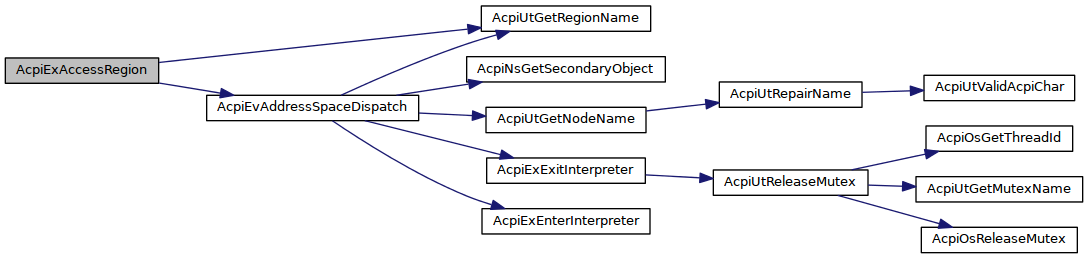 AcpiExAccessRegion
AcpiEvAddressSpaceDispatch
AcpiUtGetRegionName
AcpiNsGetSecondaryObject
AcpiUtGetNodeName
AcpiExExitInterpreter
AcpiExEnterInterpreter
AcpiUtRepairName
AcpiUtReleaseMutex
AcpiUtValidAcpiChar
AcpiOsGetThreadId
AcpiUtGetMutexName
AcpiOsReleaseMutex